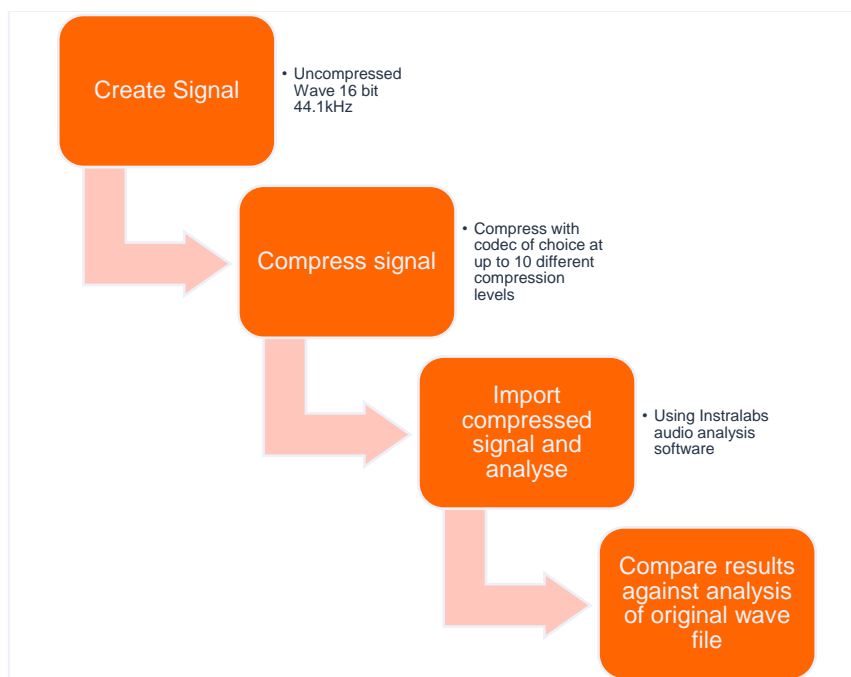 Create Signal
• Uncompressed
Wave 16 bit
44.1kHz
Compress signal
• Compress with
codec of choice at
up to 10 different
compression
levels
Import
compressed
signal and
analyse
• Using Instralabs
audio analysis
software
Compare results
against analysis
of original wave
file